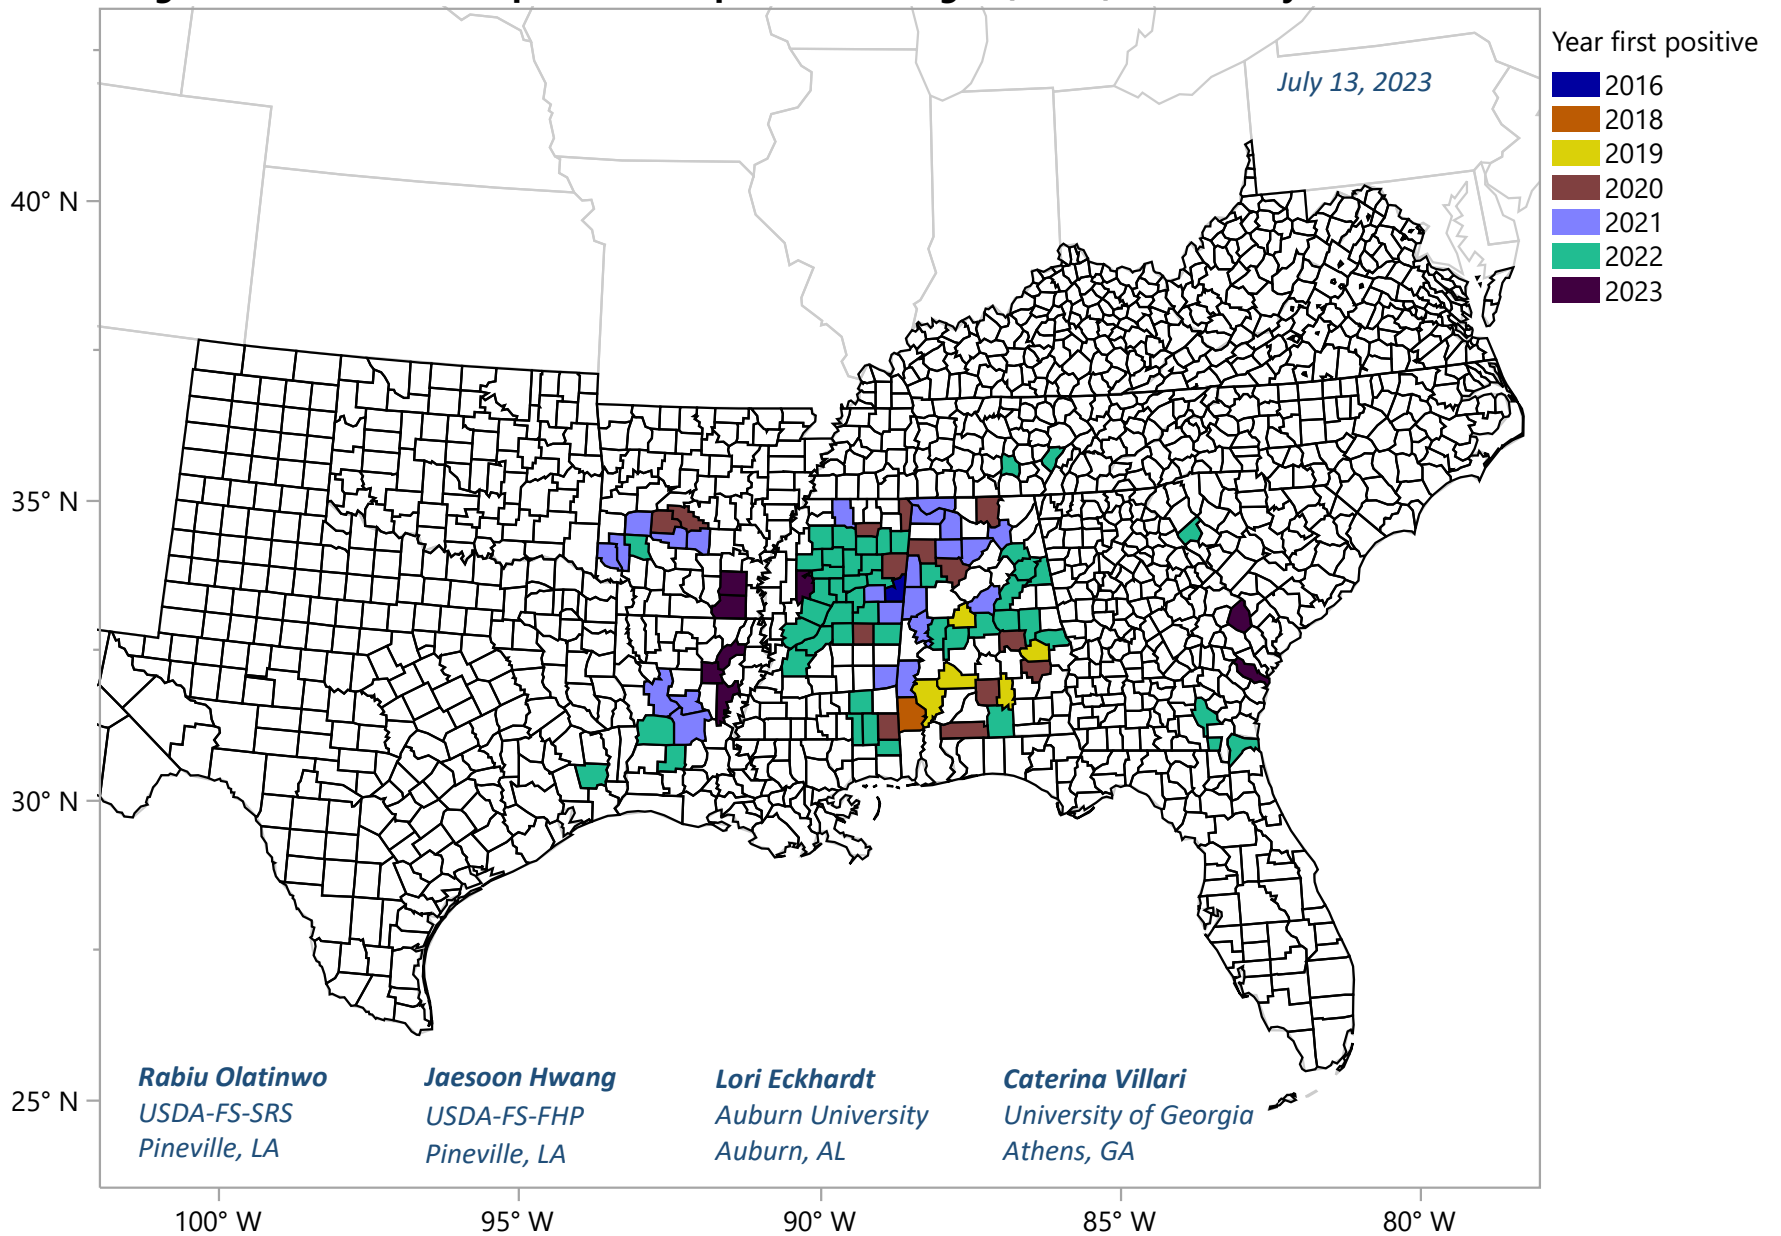 Year first positive
July 13, 2023
2016
2018
2019
2020
2021
2022
2023
40° N
35° N
30° N
25° N
Rabiu Olatinwo
USDA-FS-SRS
Pineville, LA
Jaesoon Hwang
USDA-FS-FHP
Pineville, LA
Lori Eckhardt
Auburn University
Auburn, AL
Caterina Villari
University of Georgia
Athens, GA
100° W
95° W
90° W
85° W
80° W